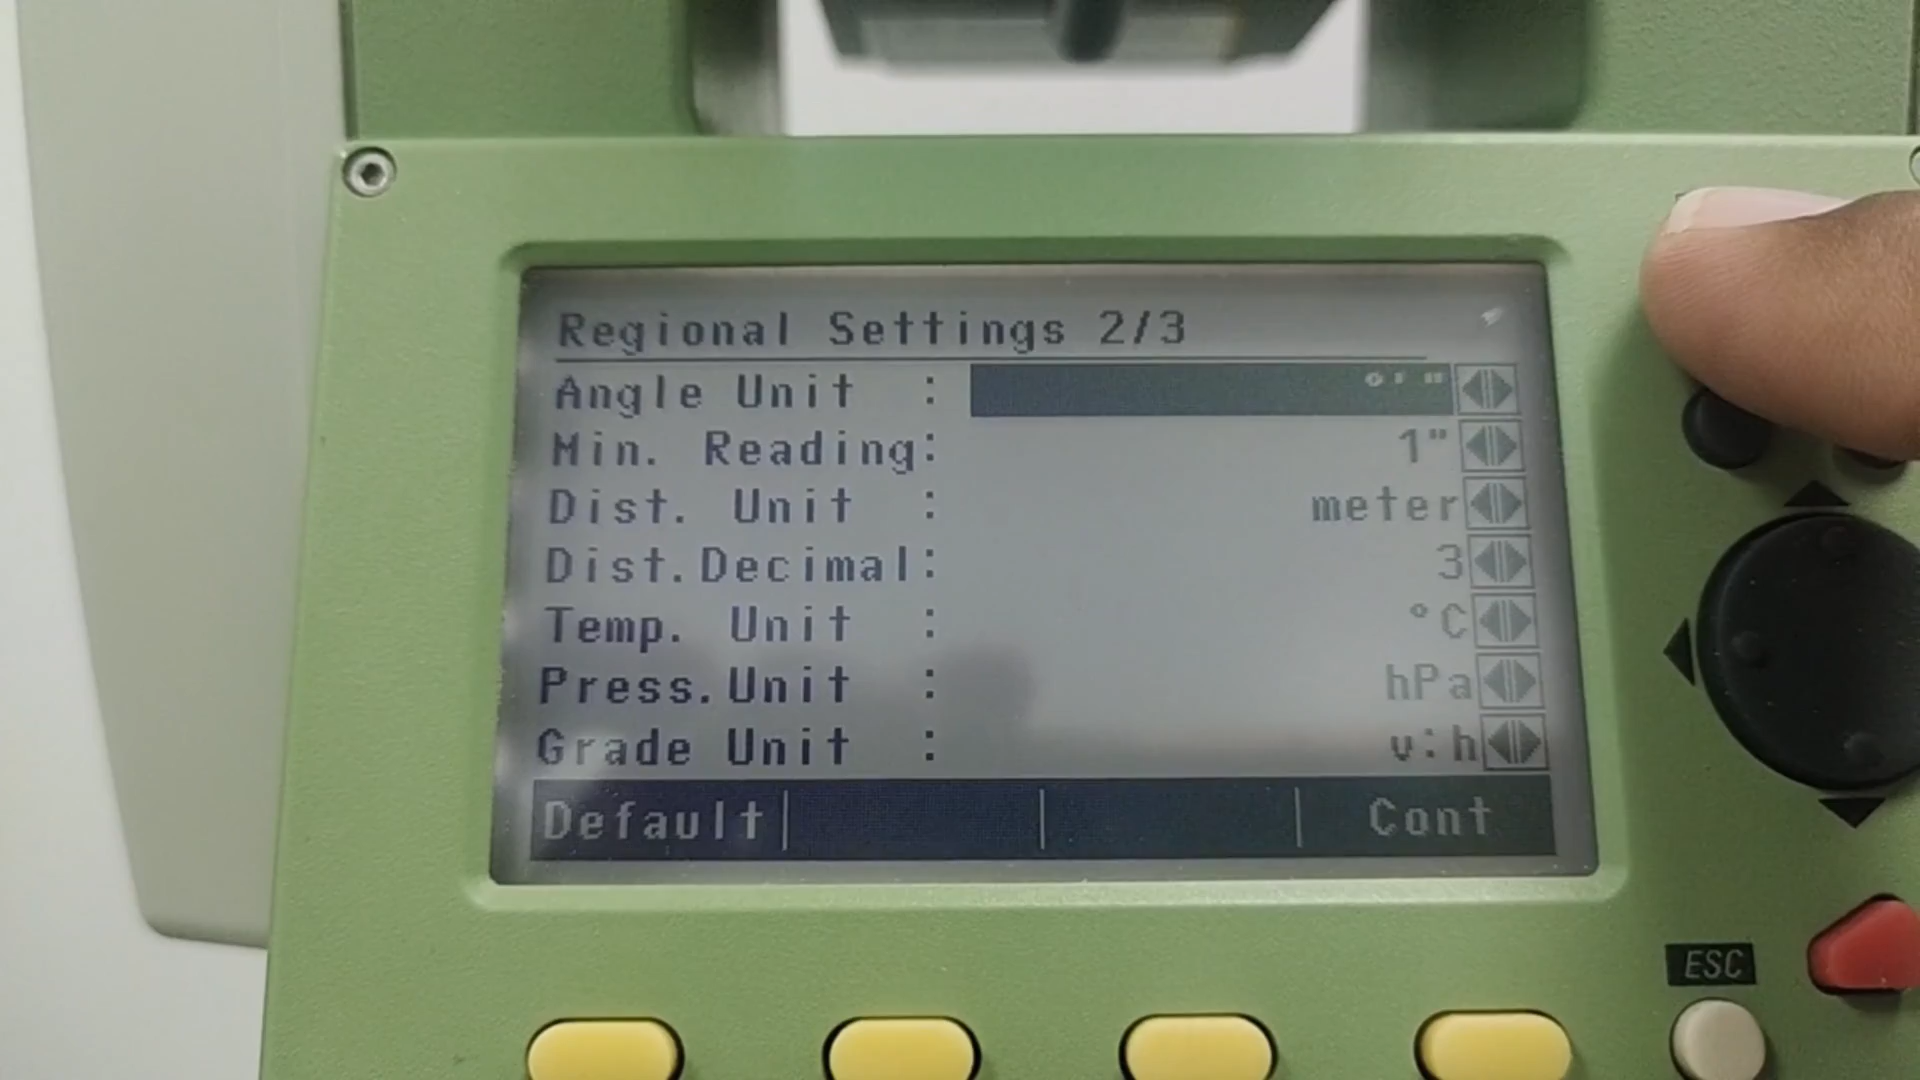 Regional Settings 2/3
Angle Unit : ° ' "
Min. Reading: 1"
Dist. Unit : meter
Dist.Decimal: 3
Temp. Unit : °C
Press.Unit : hPa
Grade Unit : v:h
Default Cont
ESC